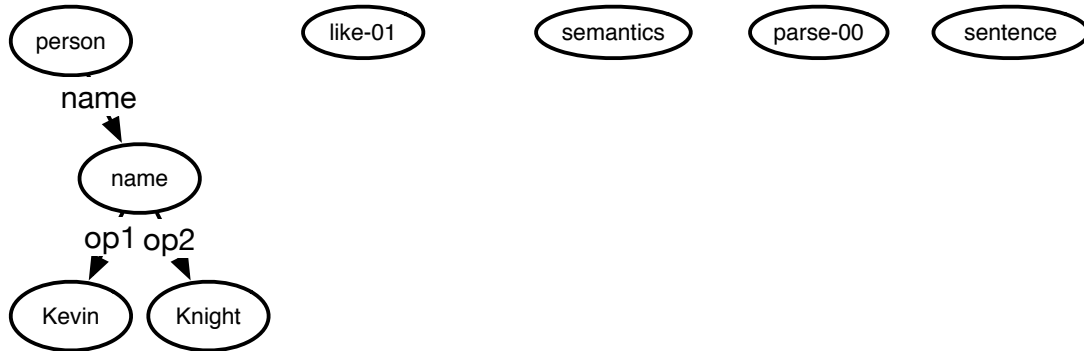 person like-01 semantics parse-00 sentence
name
name
op1 op2
Kevin Knight